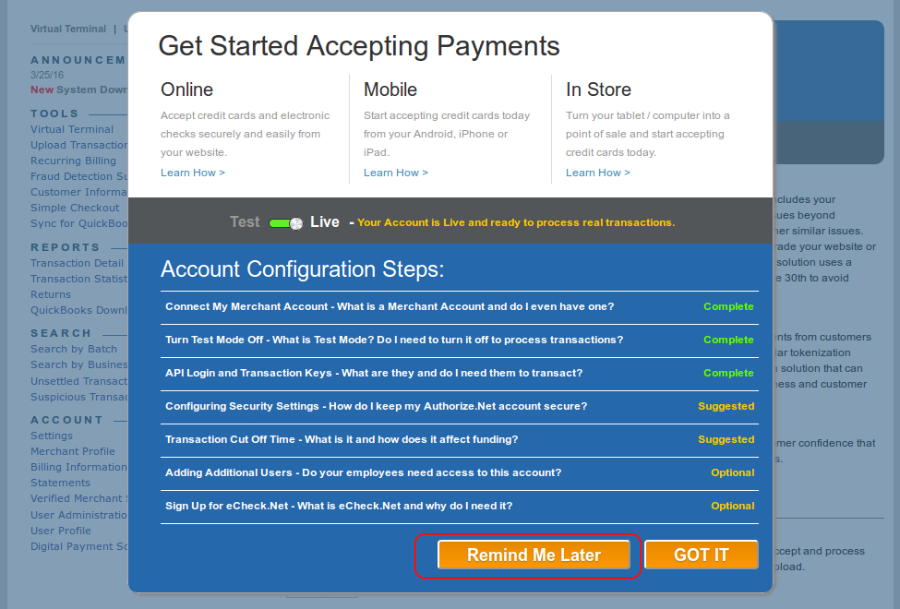 Virtual Terminal |
ANNOUNCEM
3/25/16
New System Down
TOOLS
Virtual Terminal
Upload Transaction
Recurring Billing
Fraud Detection Su
Customer Informa
Simple Checkout
Sync for QuickBoo
REPORTS
Transaction Detail
Transaction Statist
Returns
QuickBooks Downl
SEARCH
Search by Batch
Search by Busines
Unsettled Transact
Suspicious Transac
ACCOUNT
Settings
Merchant Profile
Billing Information
Statements
Verified Merchant S
User Administratio
User Profile
Digital Payment So
Get Started Accepting Payments
Online
Accept credit cards and electronic
checks securely and easily from
your website.
Learn How >
Mobile
Start accepting credit cards today
from your Android, iPhone or
iPad.
Learn How >
In Store
Turn your tablet / computer into a
point of sale and start accepting
credit cards today.
Learn How >
Test Live - Your Account is Live and ready to process real transactions.
Account Configuration Steps:
Connect My Merchant Account - What is a Merchant Account and do I even have one? Complete
Turn Test Mode Off - What is Test Mode? Do I need to turn it off to process transactions? Complete
API Login and Transaction Keys - What are they and do I need them to transact? Complete
Configuring Security Settings - How do I keep my Authorize.Net account secure? Suggested
Transaction Cut Off Time - What is it and how does it affect funding? Suggested
Adding Additional Users - Do your employees need access to this account? Optional
Sign Up for eCheck.Net - What is eCheck.Net and why do I need it? Optional
Remind Me Later GOT IT
cludes your
ues beyond
er similar issues.
rade your website or
solution uses a
e 30th to avoid
nts from customers
lar tokenization
solution that can
ness and customer
mer confidence that
s.
ccept and process
pload.